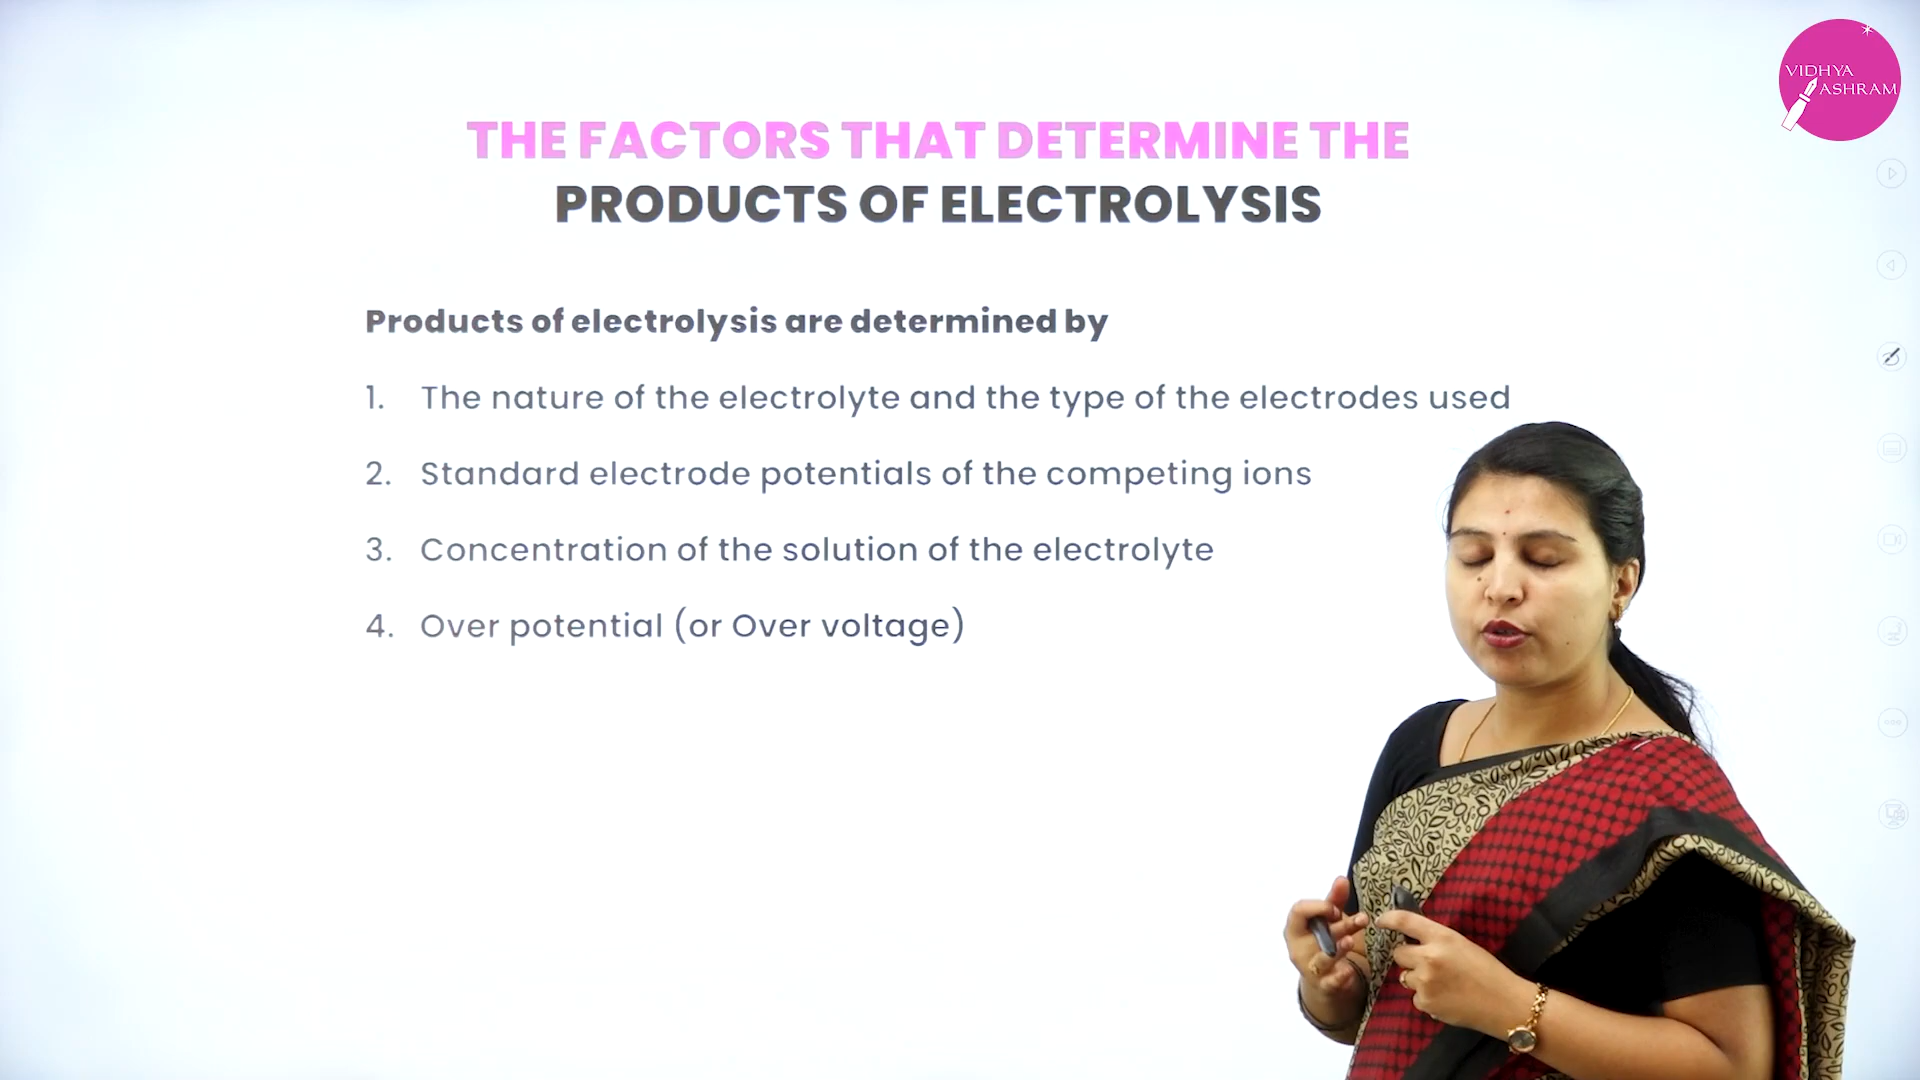 VIDHYA
ASHRAM
THE FACTORS THAT DETERMINE THE
PRODUCTS OF ELECTROLYSIS
Products of electrolysis are determined by
1. The nature of the electrolyte and the type of the electrodes used
2. Standard electrode potentials of the competing ions
3. Concentration of the solution of the electrolyte
4. Over potential (or Over voltage)